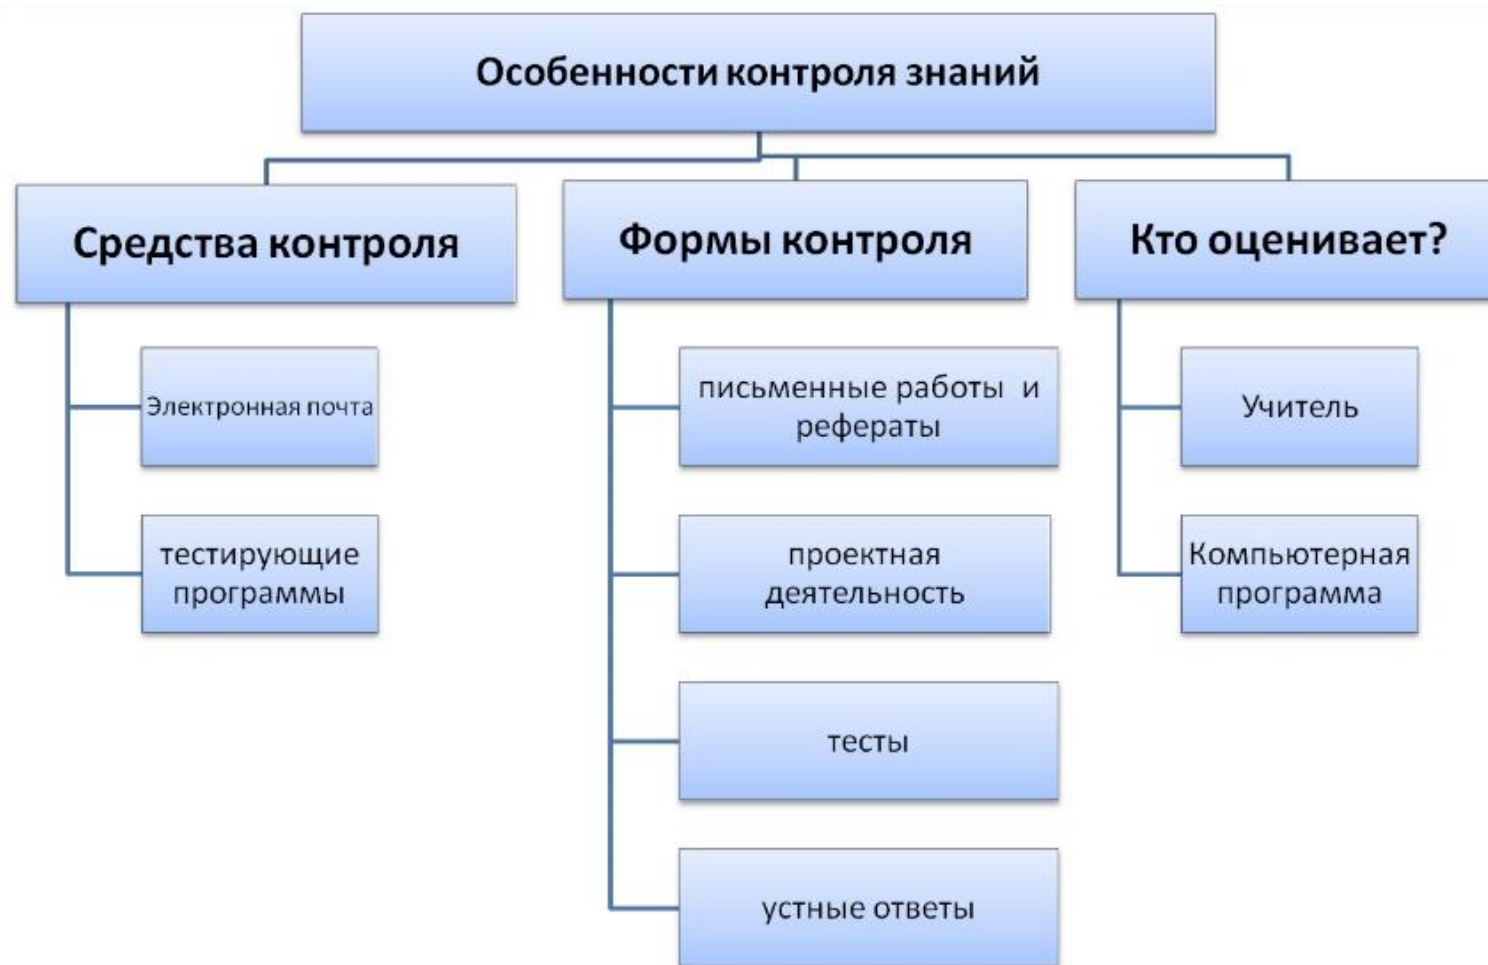 Особенности контроля знаний
Средства контроля
Электронная почта
тестирующие
программы
Формы контроля
письменные работы и
рефераты
проектная
деятельность
тесты
устные ответы
Кто оценивает?
Учитель
Компьютерная
программа